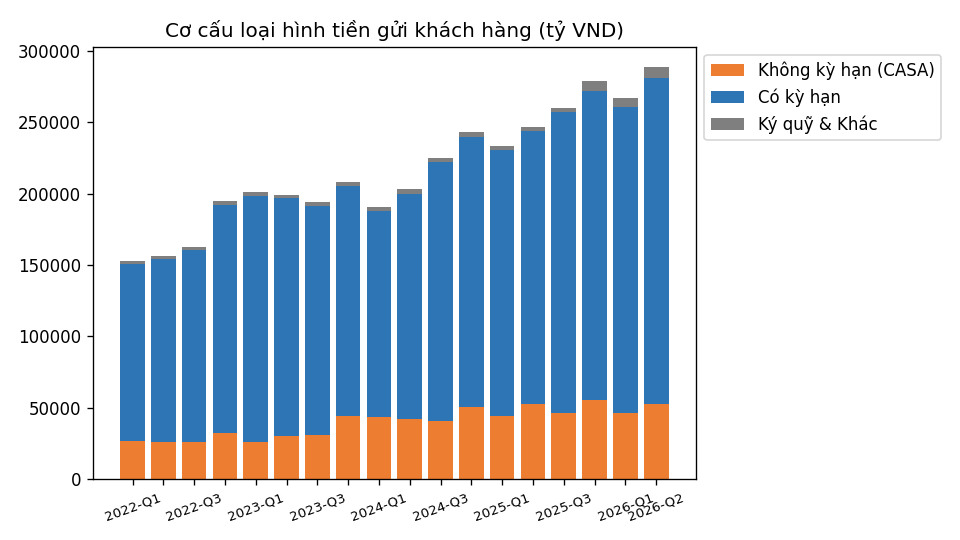 Cơ cấu loại hình tiền gửi khách hàng (tỷ VND)
300000
250000
200000
150000
100000
50000
0
2022-Q1
2022-Q3
2023-Q1
2023-Q3
2024-Q1
2024-Q3
2025-Q1
2025-Q3
2026-Q1
2026-Q2
Không kỳ hạn (CASA)
Có kỳ hạn
Ký quỹ & Khác